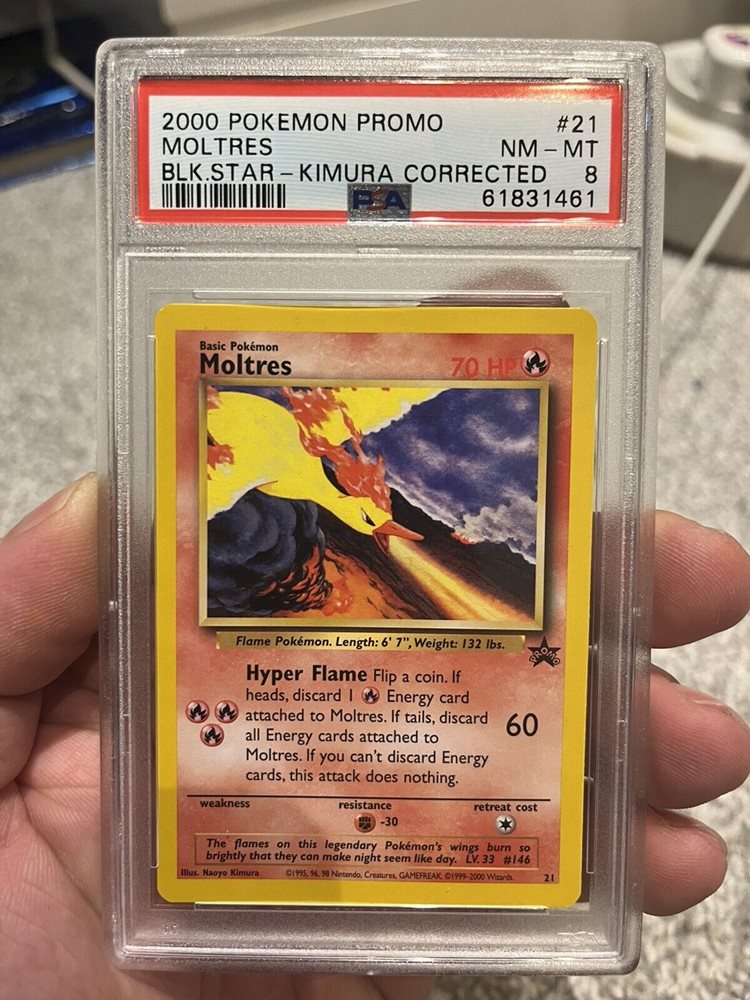 2000 POKEMON PROMO #21
MOLTRES NM - MT
BLK.STAR - KIMURA CORRECTED 8
PSA 61831461
Basic Pokémon
Moltres 70 HP
Flame Pokémon. Length: 6' 7", Weight: 132 lbs.
PROMO
Hyper Flame Flip a coin. If
heads, discard 1 Energy card
attached to Moltres. If tails, discard
all Energy cards attached to
Moltres. If you can't discard Energy
cards, this attack does nothing.
60
weakness resistance retreat cost
-30
The flames on this legendary Pokémon's wings burn so
brightly that they can make night seem like day. LV. 33 #146
Illus. Naoyo Kimura ©1995, 96, 98 Nintendo, Creatures, GAMEFREAK. ©1999-2000 Wizards. 21